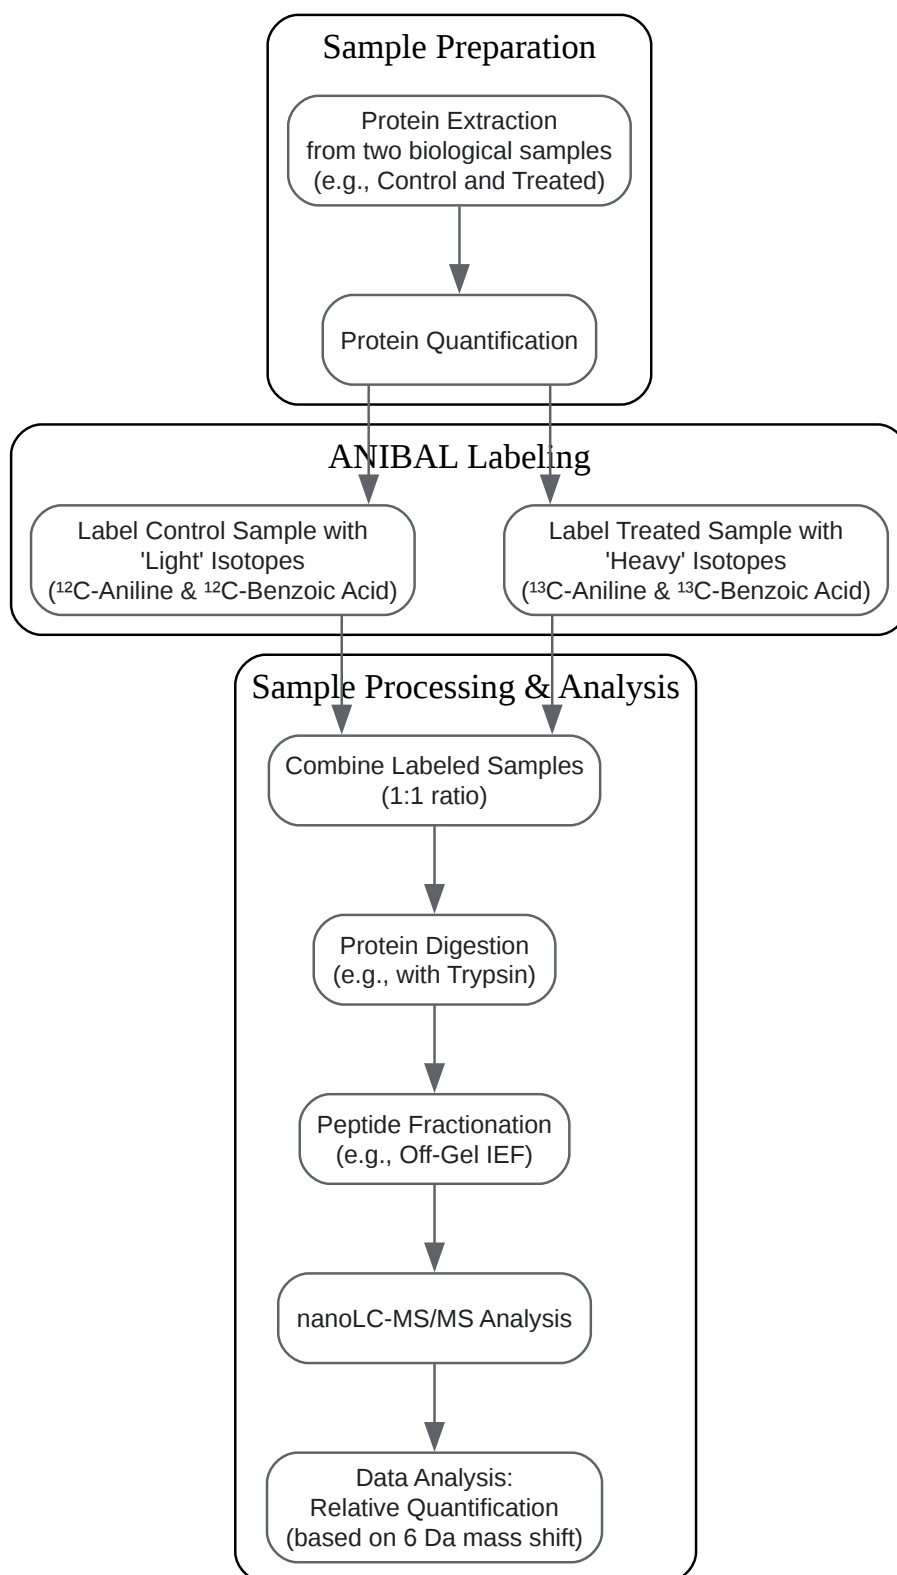 Sample Preparation
Protein Extraction
from two biological samples
(e.g., Control and Treated)
Protein Quantification
ANIBAL Labeling
Label Control Sample with
'Light' Isotopes
(¹²C-Aniline & ¹²C-Benzoic Acid)
Label Treated Sample with
'Heavy' Isotopes
(¹³C-Aniline & ¹³C-Benzoic Acid)
Sample Processing & Analysis
Combine Labeled Samples
(1:1 ratio)
Protein Digestion
(e.g., with Trypsin)
Peptide Fractionation
(e.g., Off-Gel IEF)
nanoLC-MS/MS Analysis
Data Analysis:
Relative Quantification
(based on 6 Da mass shift)